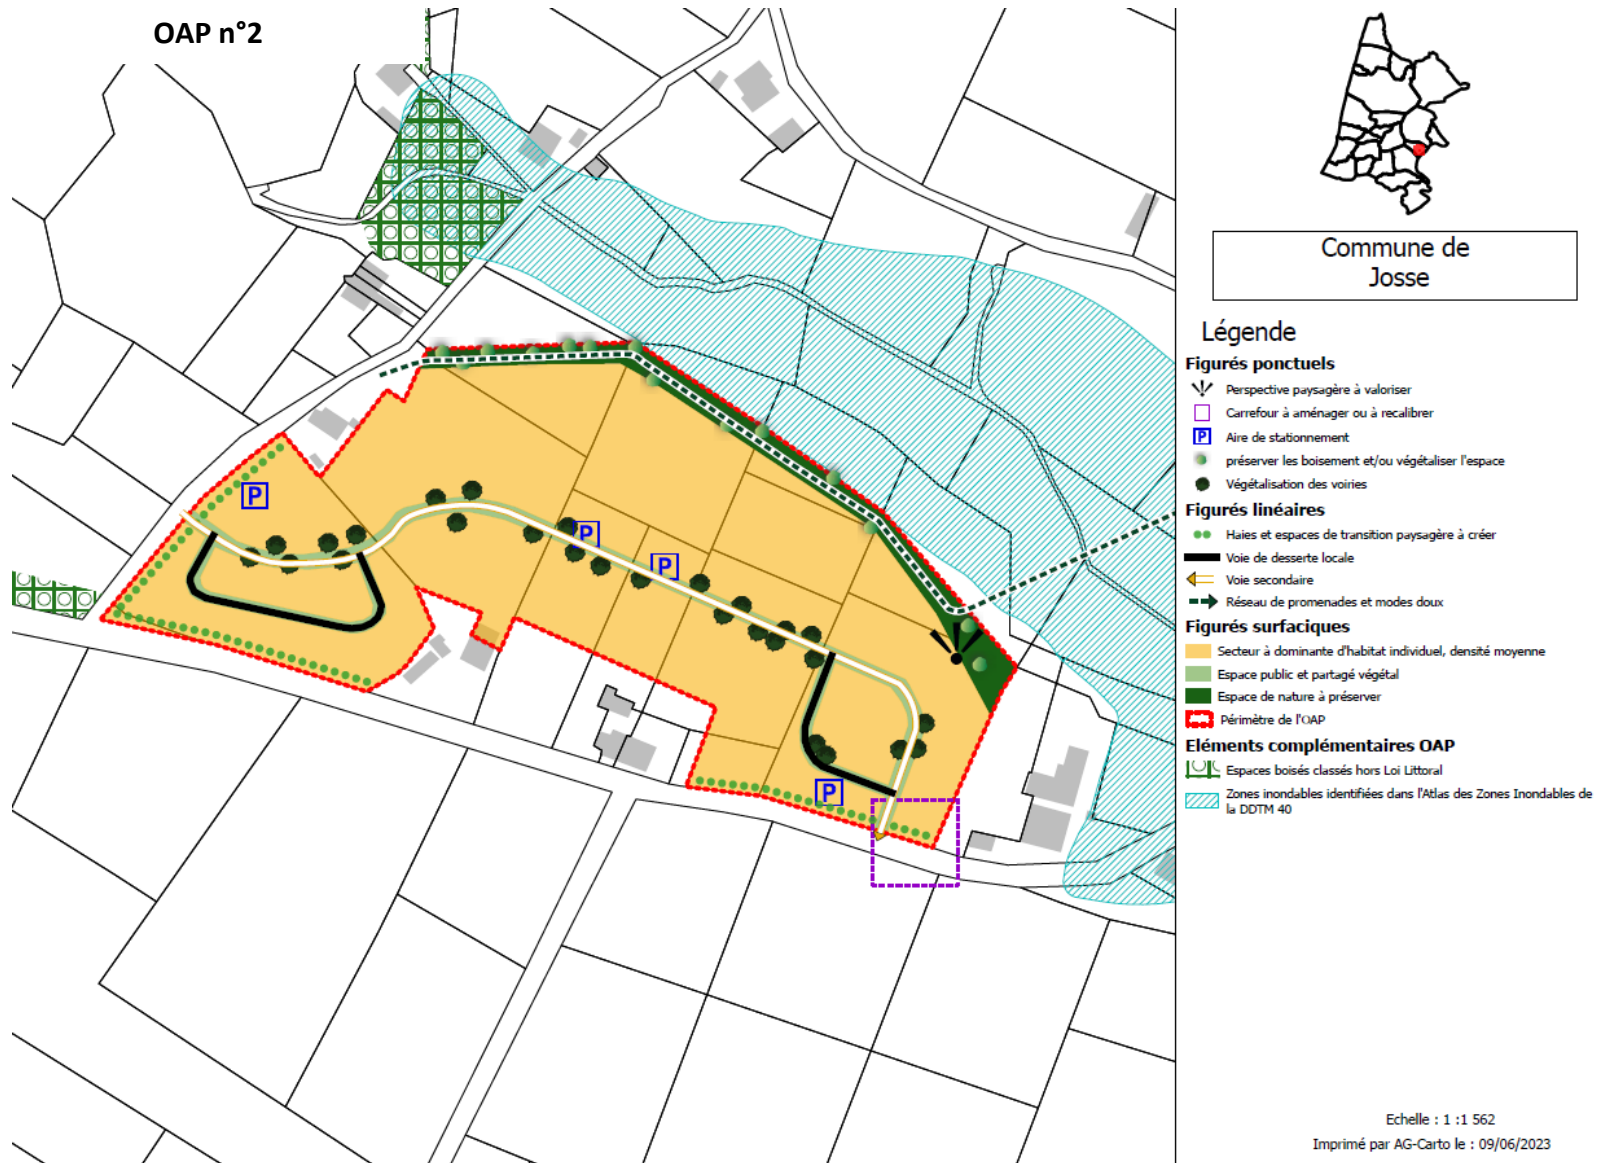 OAP n°2
P
P
P
P
Commune de
Josse
Légende
Figurés ponctuels
Perspective paysagère à valoriser
Carrefour à aménager ou à recalibrer
P Aire de stationnement
préserver les boisement et/ou végétaliser l'espace
Végétalisation des voiries
Figurés linéaires
Haies et espaces de transition paysagère à créer
Voie de desserte locale
Voie secondaire
Réseau de promenades et modes doux
Figurés surfaciques
Secteur à dominante d'habitat individuel, densité moyenne
Espace public et partagé végétal
Espace de nature à préserver
Périmètre de l'OAP
Eléments complémentaires OAP
Espaces boisés classés hors Loi Littoral
Zones inondables identifiées dans l'Atlas des Zones Inondables de
la DDTM 40
Echelle : 1 :1 562
Imprimé par AG-Carto le : 09/06/2023